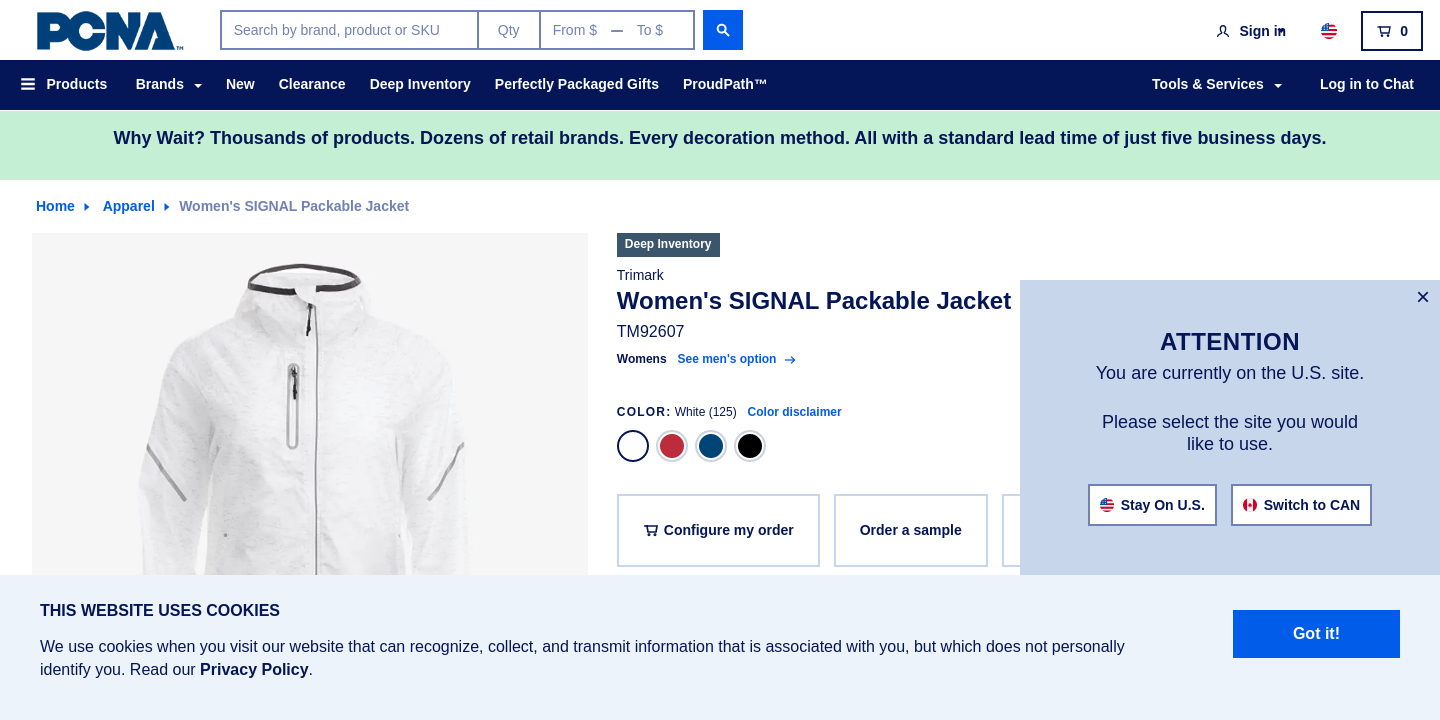 PCNA™
Search by brand, product or SKU
Qty
From $ — To $
Sign in
0
Products
Brands
New
Clearance
Deep Inventory
Perfectly Packaged Gifts
ProudPath™
Tools & Services
Log in to Chat
Why Wait? Thousands of products. Dozens of retail brands. Every decoration method. All with a standard lead time of just five business days.
Home
Apparel
Women's SIGNAL Packable Jacket
Deep Inventory
Trimark
Women's SIGNAL Packable Jacket
TM92607
Womens See men's option
COLOR: White (125) Color disclaimer
Configure my order
Order a sample
×
ATTENTION
You are currently on the U.S. site.
Please select the site you would
like to use.
Stay On U.S.
Switch to CAN
THIS WEBSITE USES COOKIES
We use cookies when you visit our website that can recognize, collect, and transmit information that is associated with you, but which does not personally
identify you. Read our Privacy Policy.
Got it!